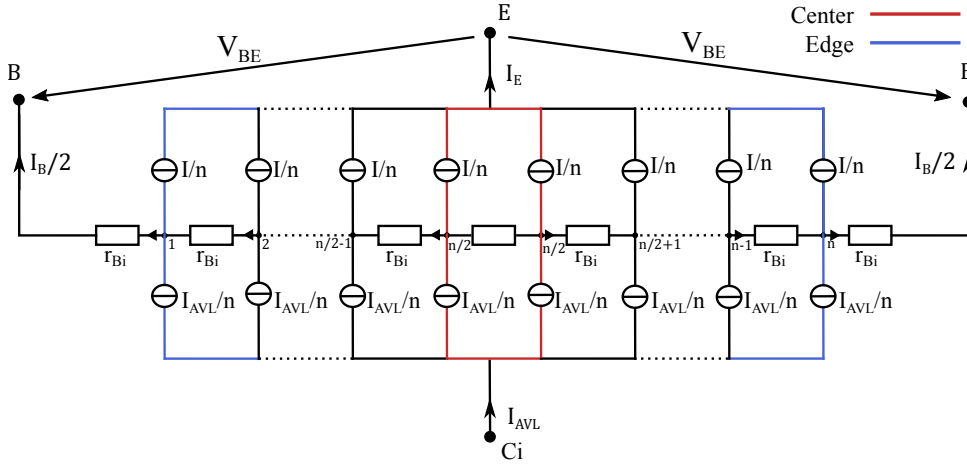 E
Center
Edge
V_BE
V_BE
B
I_E
I_B/2
I/n I/n I/n I/n I/n I/n I/n I/n
I_B/2
1 2 n/2-1 n/2 n/2 n/2+1 n-1 n
r_Bi r_Bi r_Bi r_Bi r_Bi r_Bi
I_AVL/n I_AVL/n I_AVL/n I_AVL/n I_AVL/n I_AVL/n I_AVL/n I_AVL/n
I_AVL
Ci